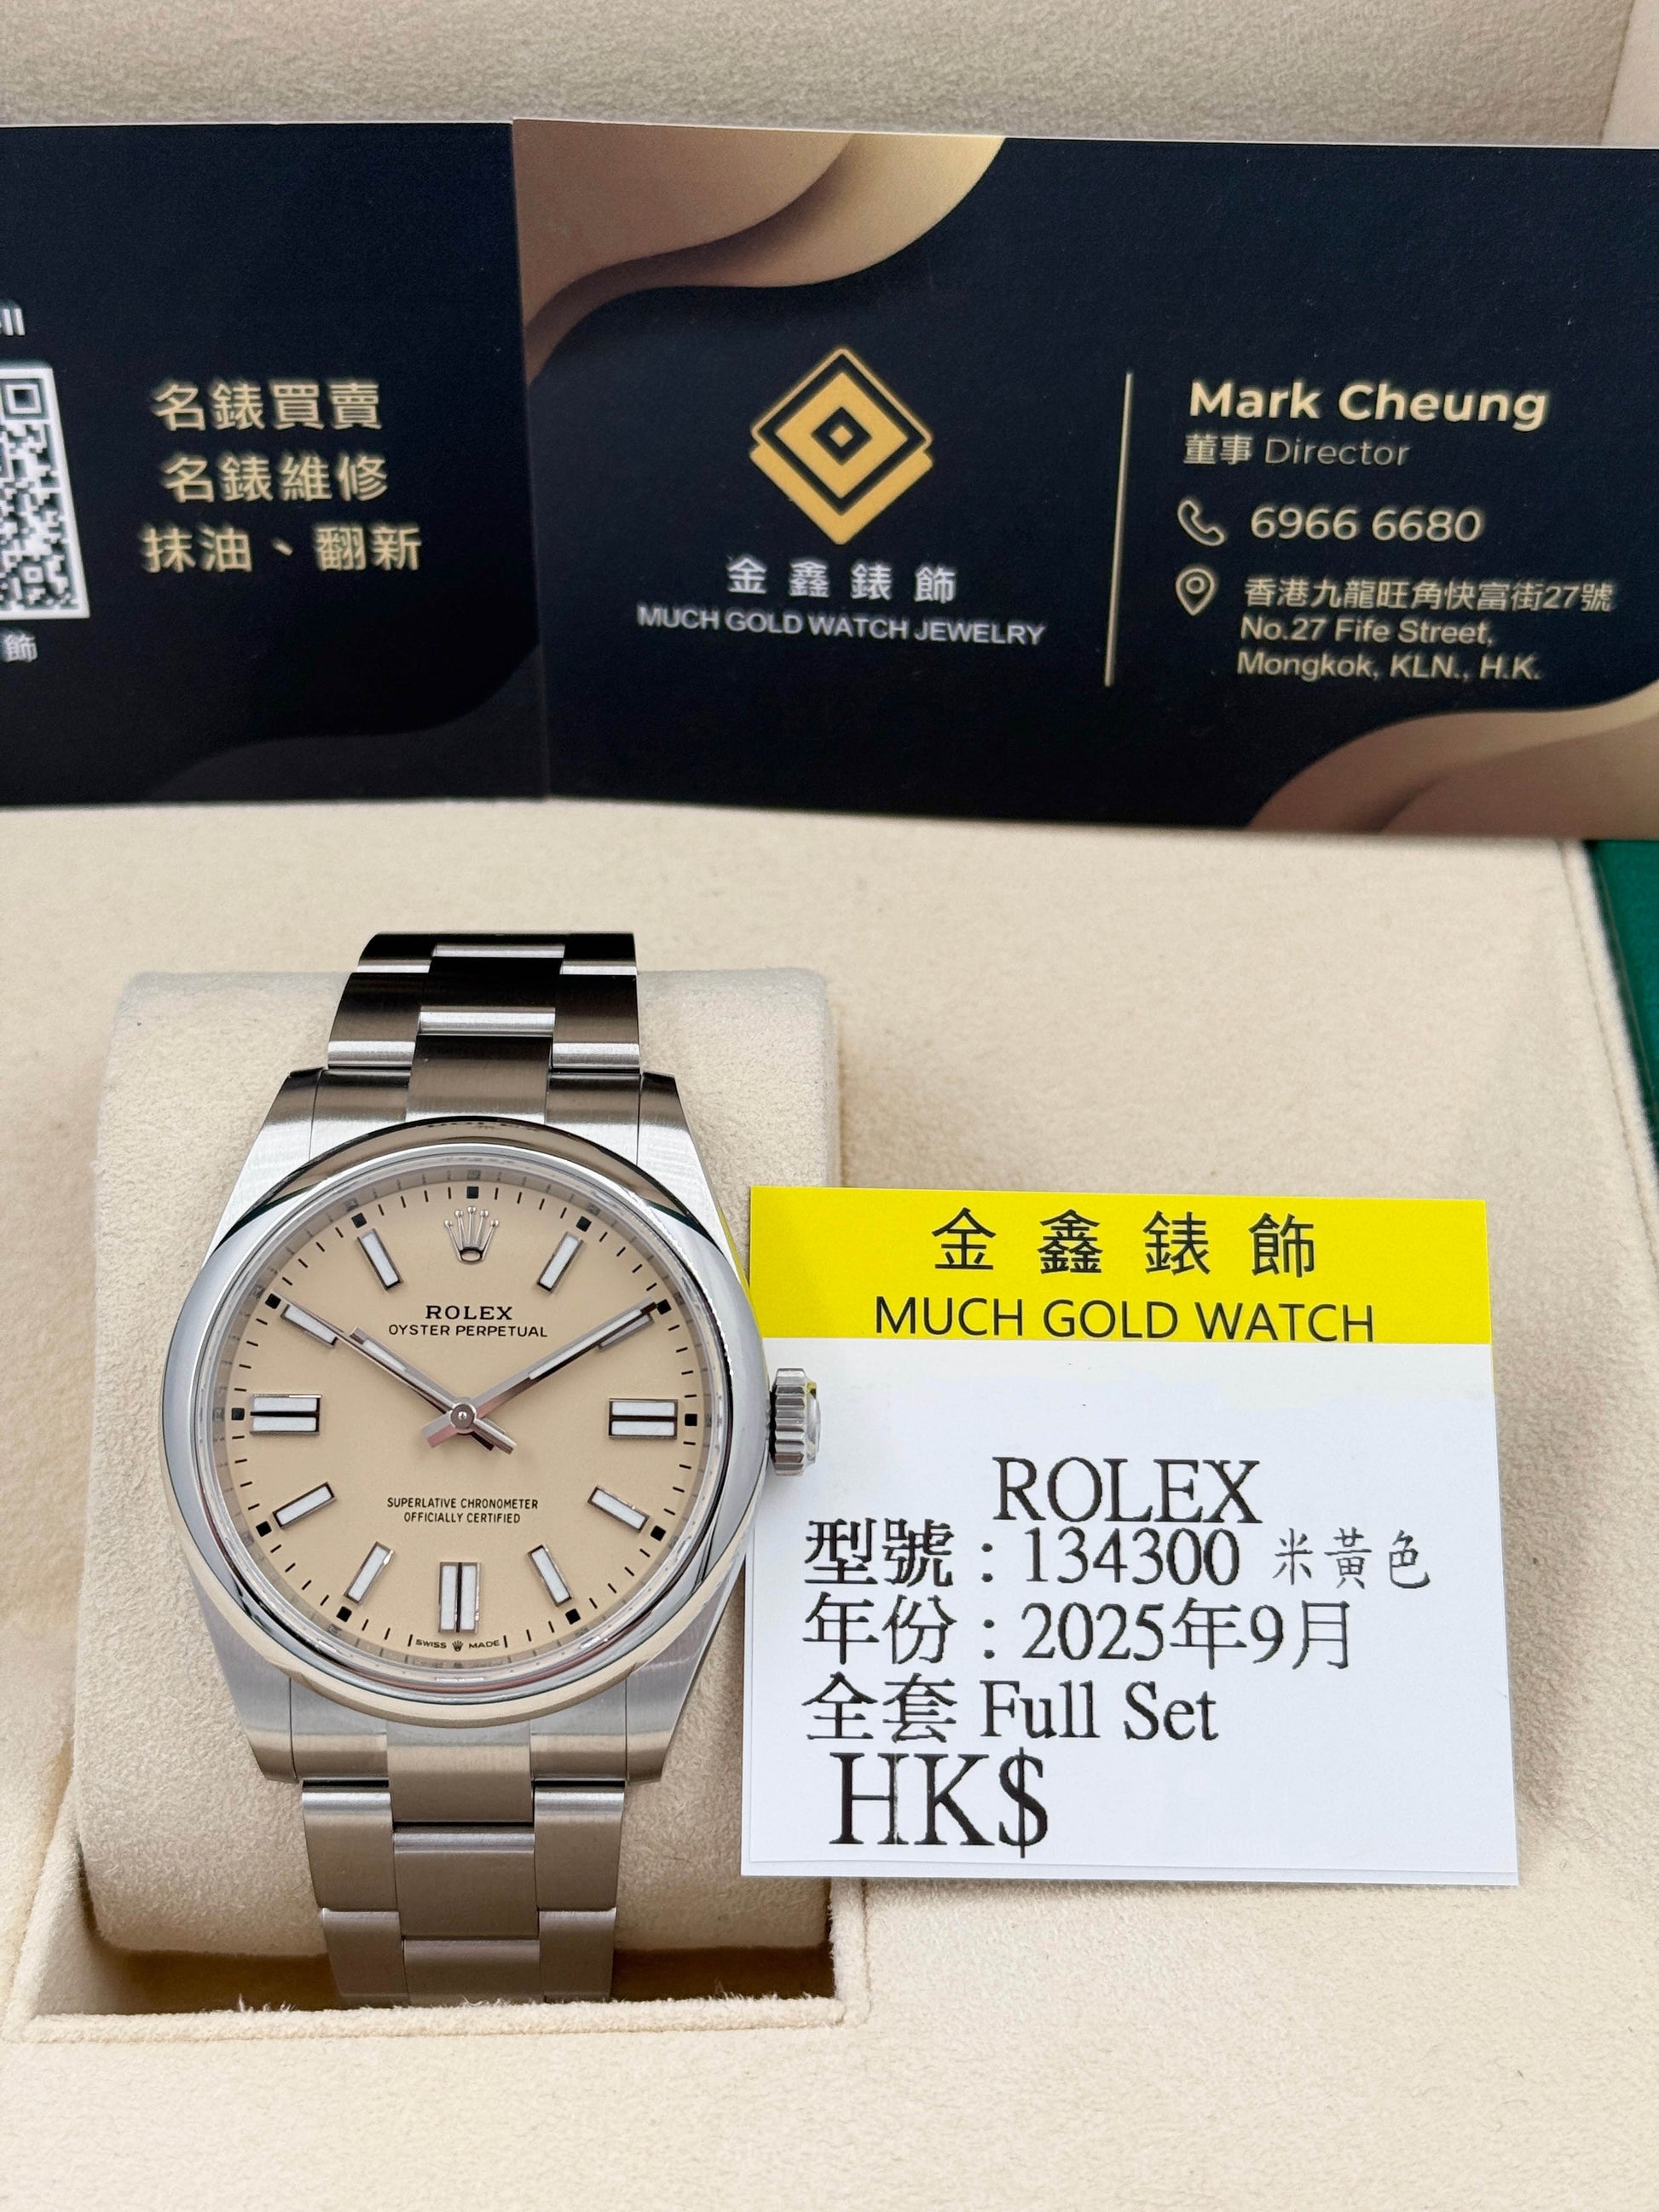 ll
名錶買賣
名錶維修
抹油、翻新
飾
金鑫錶飾
MUCH GOLD WATCH JEWELRY
Mark Cheung
董事 Director
6966 6680
香港九龍旺角快富街27號
No.27 Fife Street,
Mongkok, KLN., H.K.
ROLEX
OYSTER PERPETUAL
SUPERLATIVE CHRONOMETER
OFFICIALLY CERTIFIED
SWISS MADE
金鑫錶飾
MUCH GOLD WATCH
ROLEX
型號：134300 米黃色
年份：2025年9月
全套 Full Set
HK$